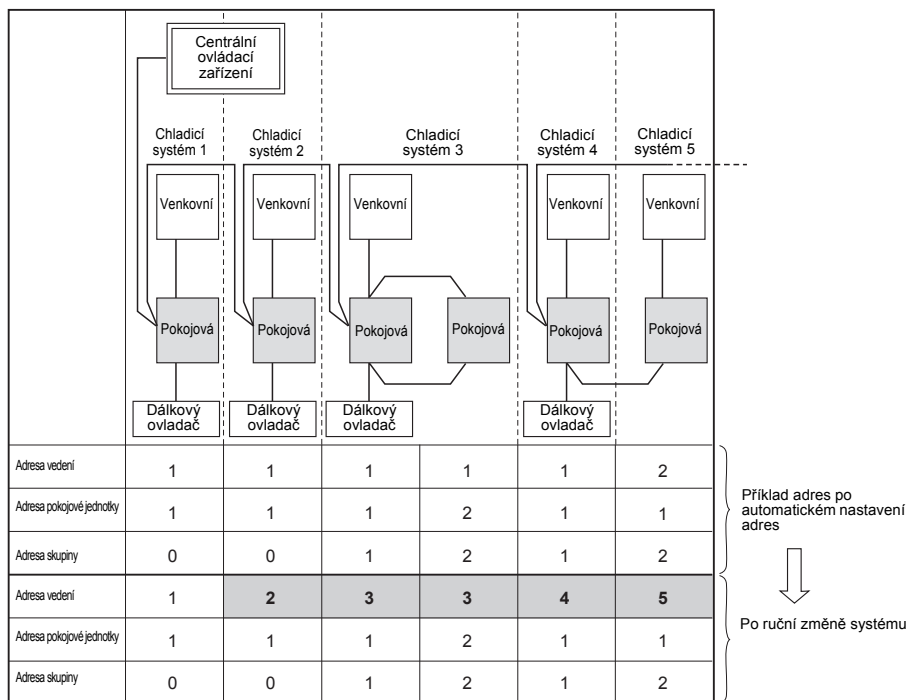 Centrální
ovládací
zařízení
Chladicí
systém 1
Chladicí
systém 2
Chladicí
systém 3
Chladicí
systém 4
Chladicí
systém 5
Venkovní
Venkovní
Venkovní
Venkovní
Venkovní
Pokojová
Pokojová
Pokojová
Pokojová
Pokojová
Pokojová
Dálkový
ovladač
Dálkový
ovladač
Dálkový
ovladač
Dálkový
ovladač
Adresa vedení 1 1 1 1 1 2
Adresa pokojové jednotky 1 1 1 2 1 1
Adresa skupiny 0 0 1 2 1 2
Příklad adres po
automatickém nastavení
adres
Adresa vedení 1 2 3 3 4 5
Adresa pokojové jednotky 1 1 1 2 1 1
Adresa skupiny 0 0 1 2 1 2
Po ruční změně systému